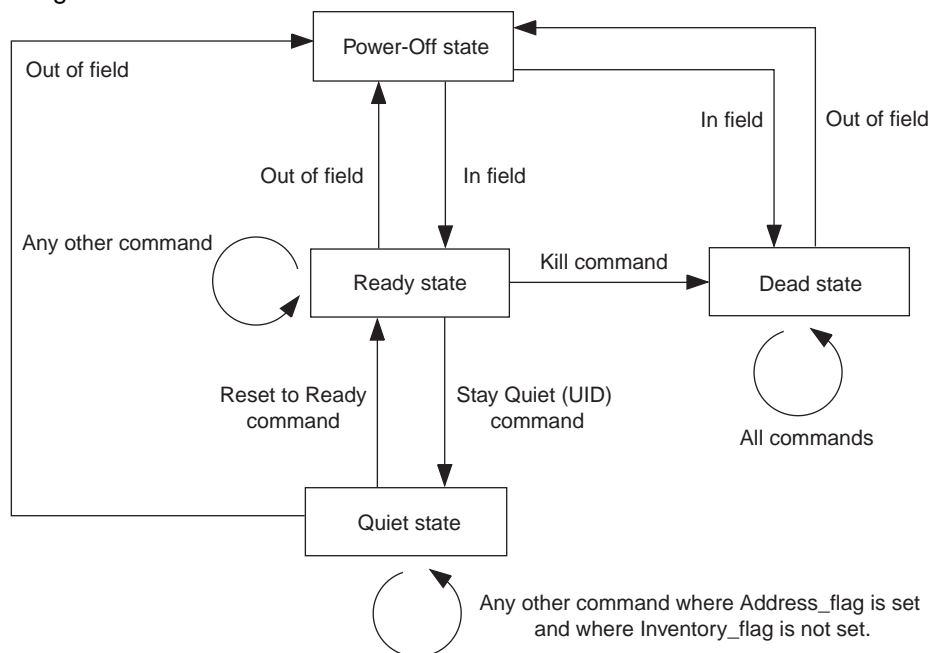 Power-Off state
Out of field
In field
Out of field
Out of field
In field
Any other command
Ready state
Kill command
Dead state
Reset to Ready
command
Stay Quiet (UID)
command
All commands
Quiet state
Any other command where Address_flag is set
and where Inventory_flag is not set.